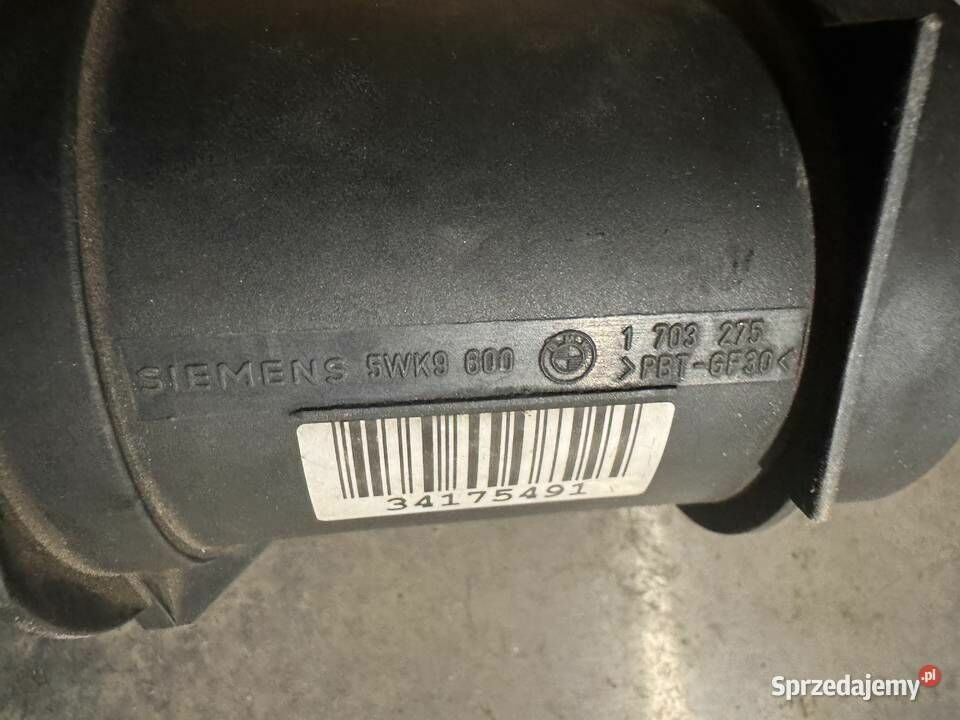 SIEMENS 5WK9 600 1 703 275
>PBT-GF30<
34175491
Sprzedajemy.pl